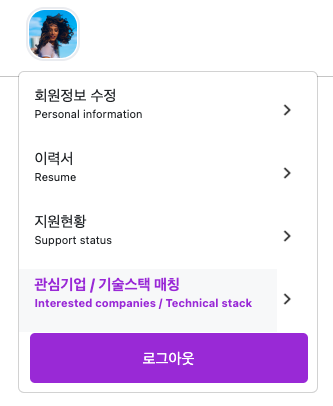 회원정보 수정
Personal information
이력서
Resume
지원현황
Support status
관심기업 / 기술스택 매칭
Interested companies / Technical stack
로그아웃